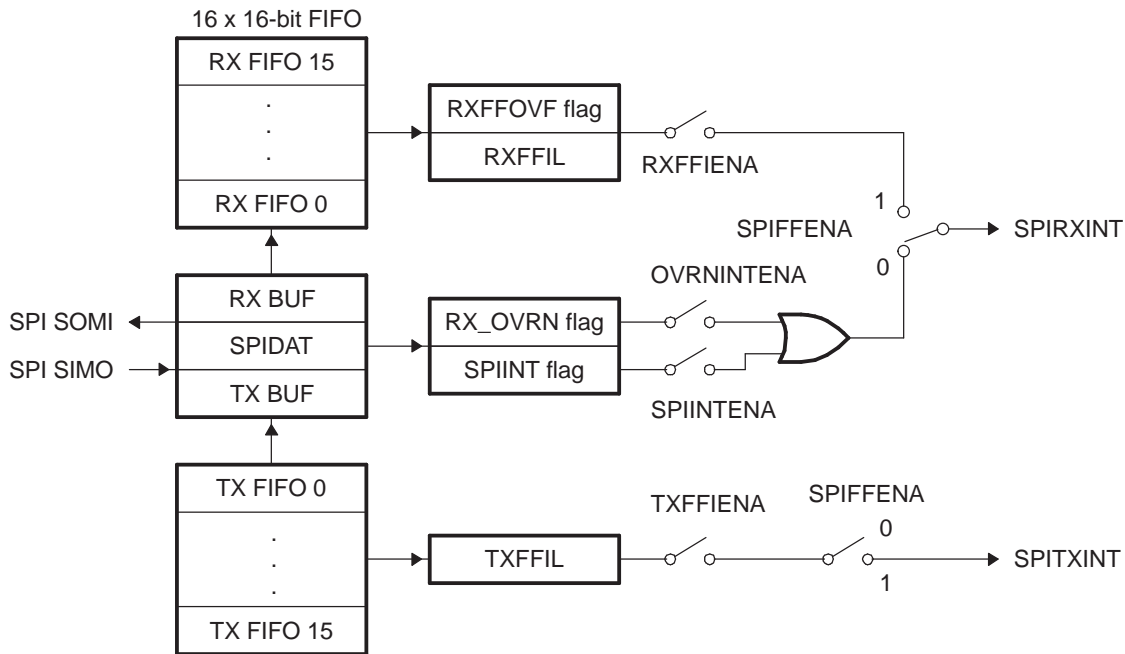 16 x 16-bit FIFO
RX FIFO 15
.
.
.
RX FIFO 0
RXFFOVF flag
RXFFIL
RXFFIENA
1
SPIFFENA
0
SPIRXINT
SPI SOMI
SPI SIMO
RX BUF
SPIDAT
TX BUF
OVRNINTENA
RX_OVRN flag
SPIINT flag
SPIINTENA
TX FIFO 0
.
.
.
TX FIFO 15
TXFFIL
TXFFIENA
SPIFFENA
0
1
SPITXINT